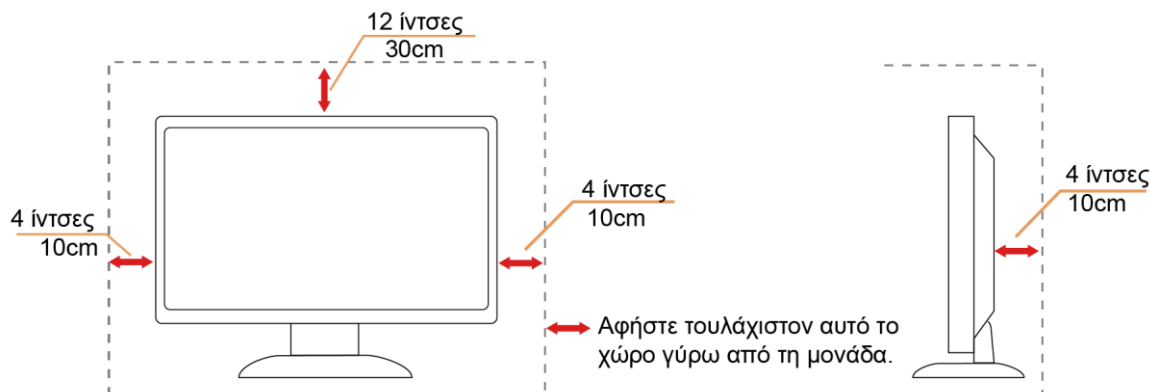 12 ίντσες
30cm
4 ίντσες
10cm
4 ίντσες
10cm
4 ίντσες
10cm
Αφήστε τουλάχιστον αυτό το
χώρο γύρω από τη μονάδα.